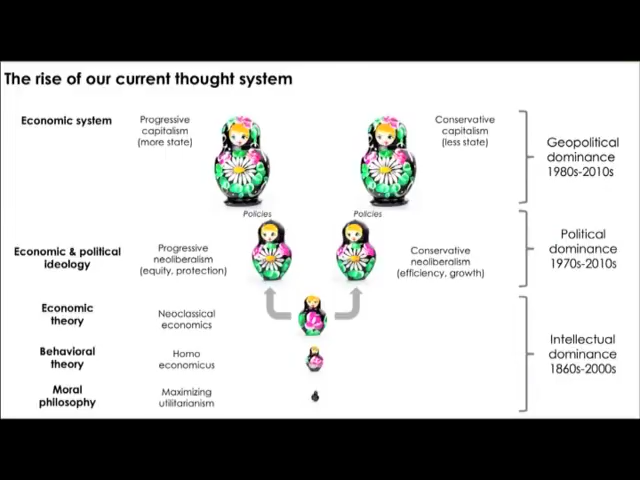 The rise of our current thought system
Economic system
Progressive
capitalism
(more state)
Conservative
capitalism
(less state)
Geopolitical
dominance
1980s-2010s
Policies
Policies
Economic & political
ideology
Progressive
neoliberalism
(equity, protection)
Conservative
neoliberalism
(efficiency, growth)
Political
dominance
1970s-2010s
Economic
theory
Neoclassical
economics
Behavioral
theory
Homo
economicus
Intellectual
dominance
1860s-2000s
Moral
philosophy
Maximizing
utilitarianism